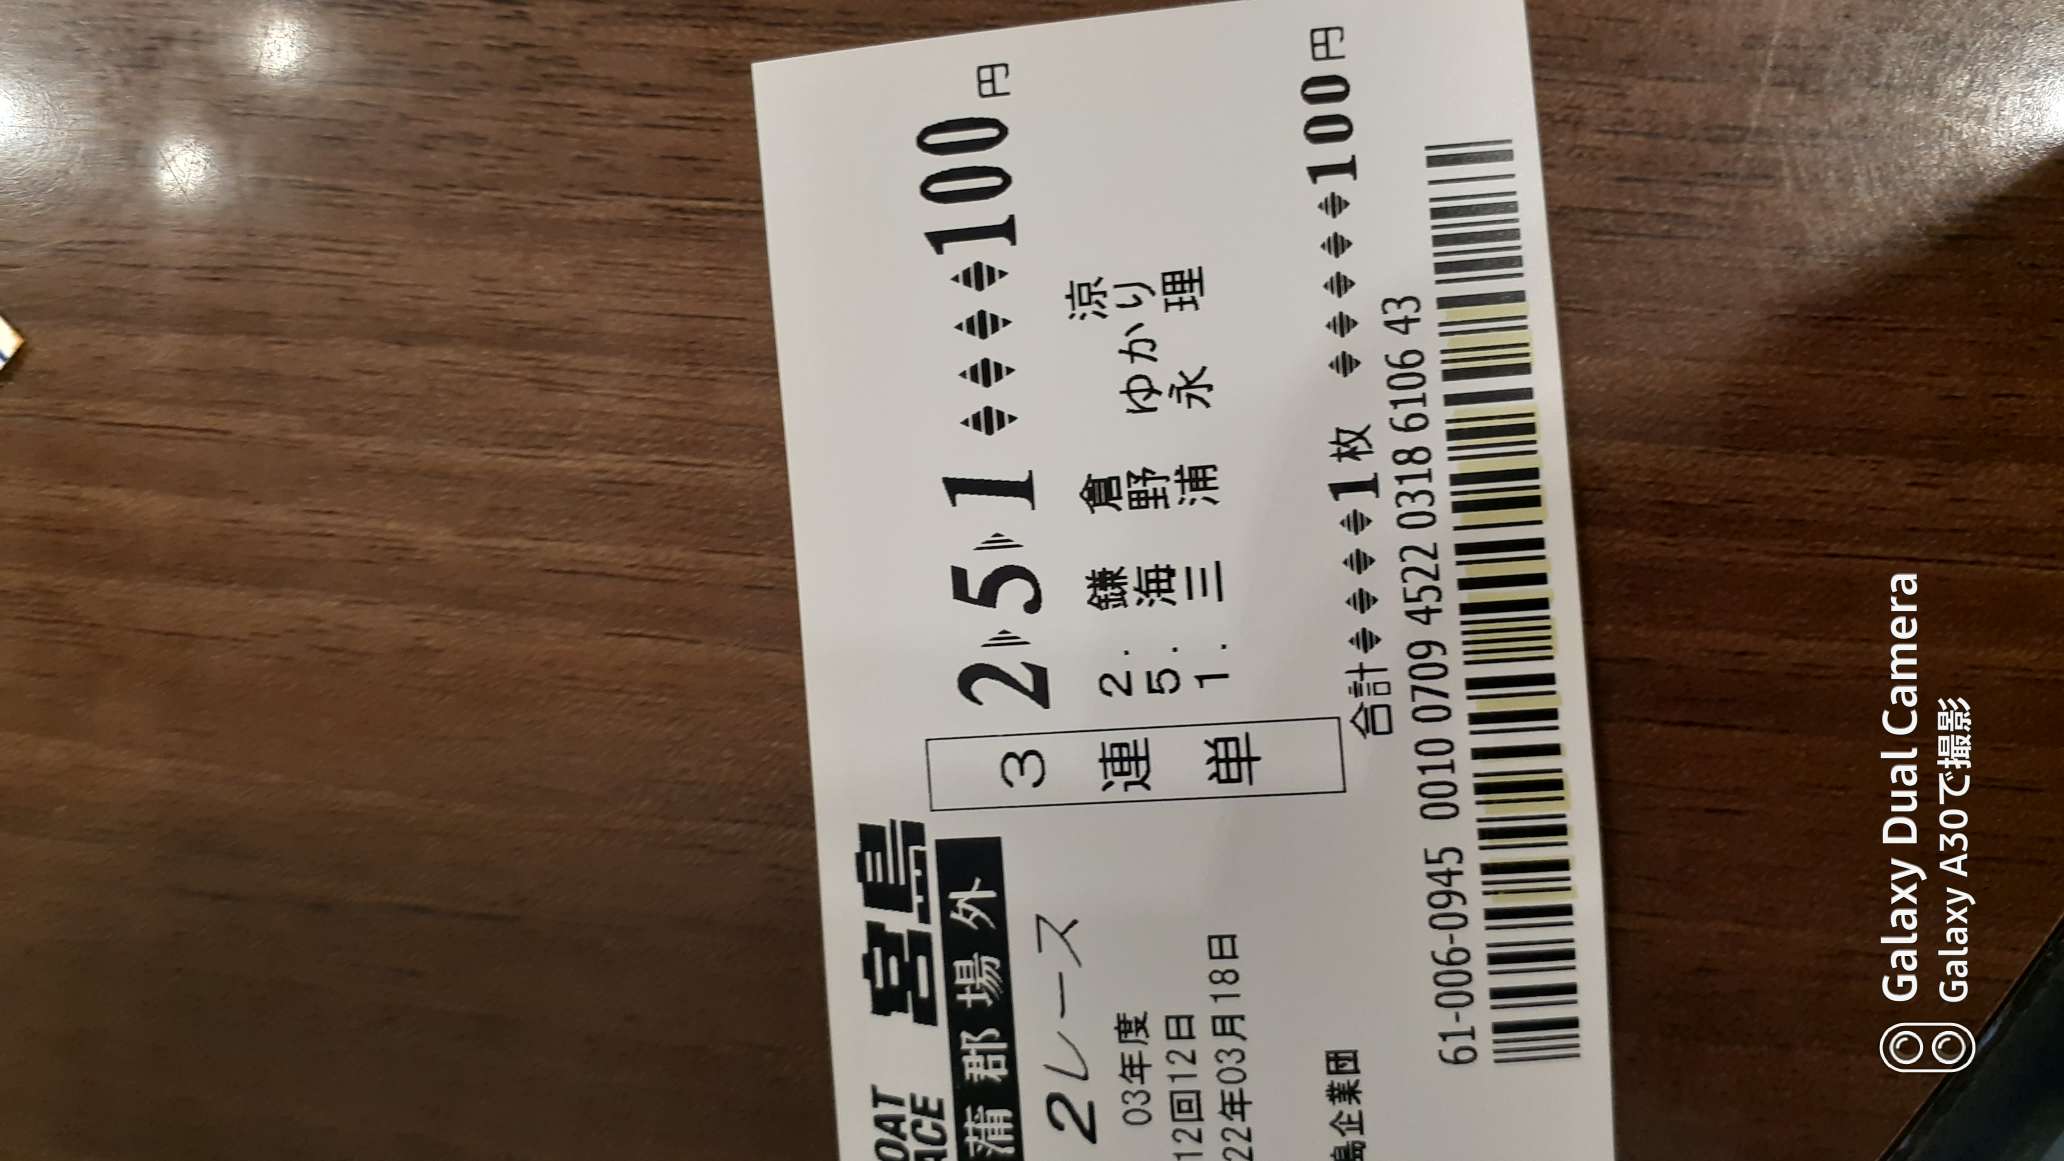 OAT
ACE 宮島
蒲郡場外
2レース
03年度
12回12日
22年03月18日
島企業団
3連単
2 5 1 100円
2. 鎌倉 涼
5. 海野 ゆかり
1. 三浦 永理
合計 1枚 100円
61-006-0945 0010 0709 4522 0318 6106 43
Galaxy Dual Camera
Galaxy A30で撮影